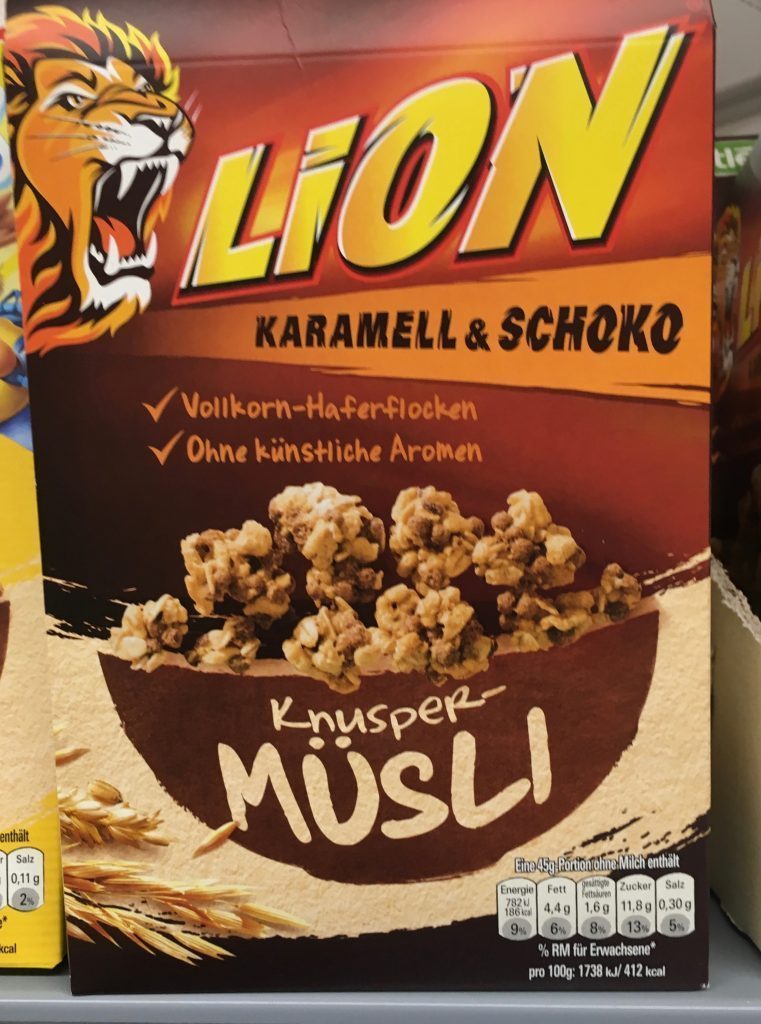 LION
KARAMELL & SCHOKO
Vollkorn-Haferflocken
Ohne künstliche Aromen
Knusper-
MÜSLI
Eine 45g-Portion ohne Milch enthält
Energie
782 kJ
186 kcal
9%
Fett
4,4 g
6%
gesättigte
Fettsäuren
1,6 g
8%
Zucker
11,8 g
13%
Salz
0,30 g
5%
% RM für Erwachsene*
pro 100g: 1738 kJ/ 412 kcal
enthält
Salz
0,11 g
2%
kcal